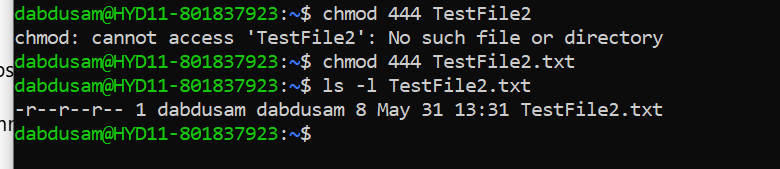 dabdusam@HYD11-801837923:~$ chmod 444 TestFile2
chmod: cannot access 'TestFile2': No such file or directory
dabdusam@HYD11-801837923:~$ chmod 444 TestFile2.txt
dabdusam@HYD11-801837923:~$ ls -l TestFile2.txt
-r--r--r-- 1 dabdusam dabdusam 8 May 31 13:31 TestFile2.txt
dabdusam@HYD11-801837923:~$